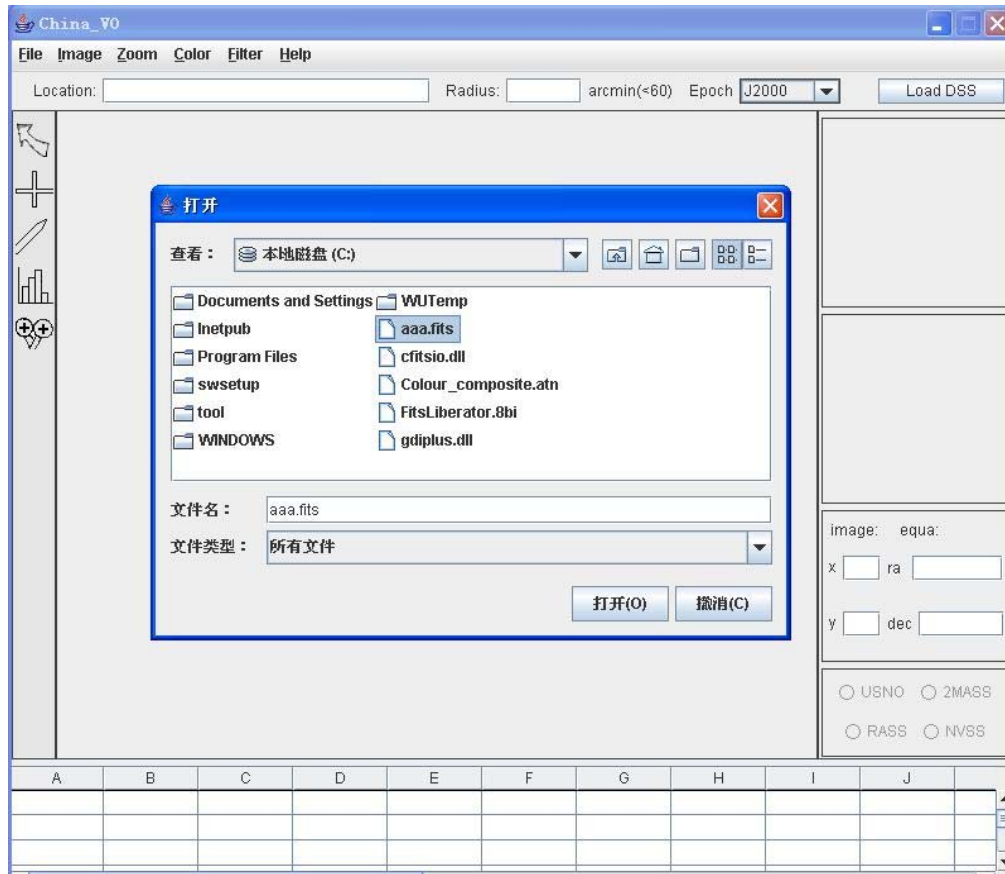 China_VO
File Image Zoom Color Filter Help
Location: Radius: arcmin(<60) Epoch J2000 Load DSS
打开
查看： 本地磁盘 (C:)
Documents and Settings WUTemp
Inetpub aaa.fits
Program Files cfitsio.dll
swsetup Colour_composite.atn
tool FitsLiberator.8bi
WINDOWS gdiplus.dll
文件名： aaa.fits
文件类型： 所有文件
打开(O) 撤消(C)
image: equa:
x ra
y dec
USNO 2MASS
RASS NVSS
A B C D E F G H I J